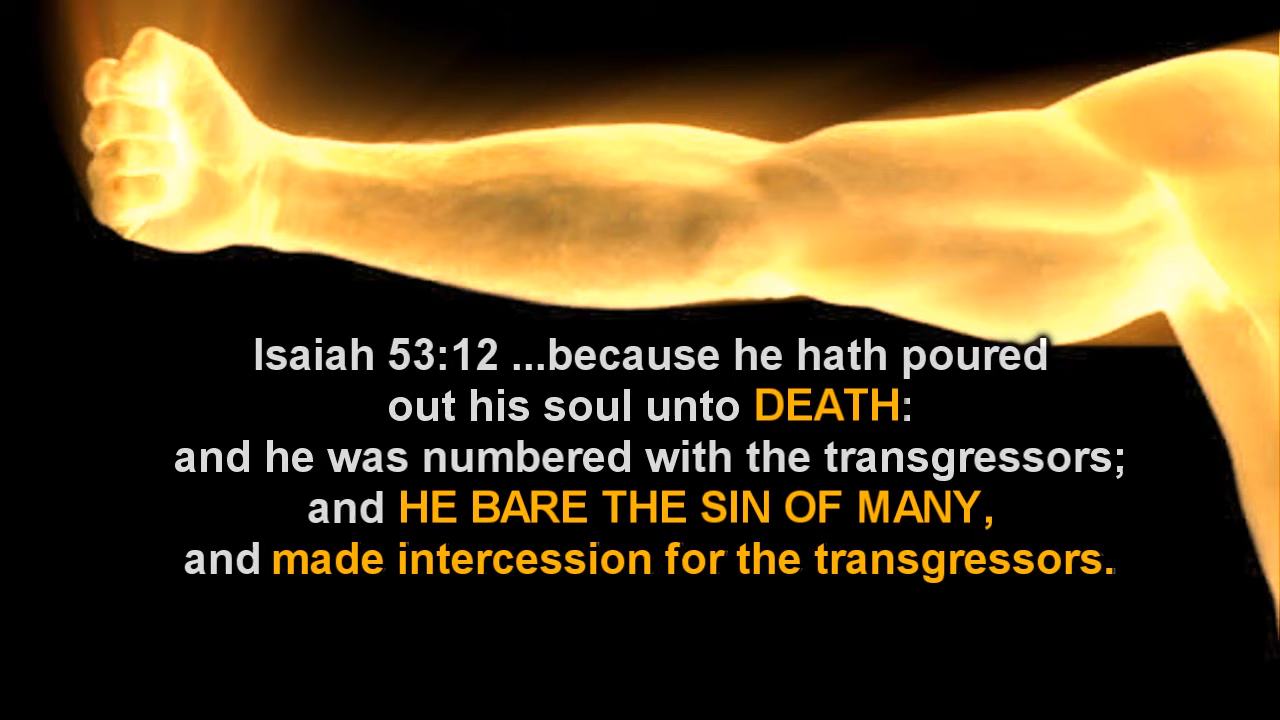 Isaiah 53:12 ...because he hath poured
out his soul unto DEATH:
and he was numbered with the transgressors;
and HE BARE THE SIN OF MANY,
and made intercession for the transgressors.